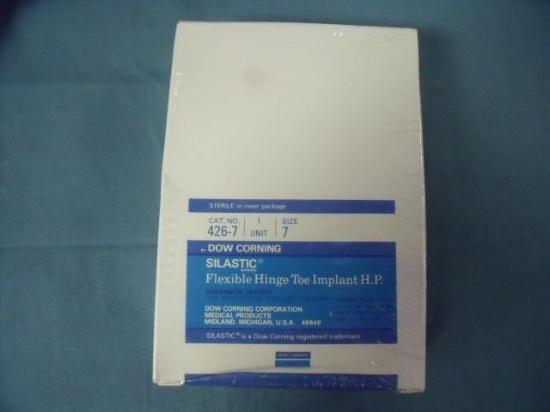 STERILE in inner package
CAT. NO. 1 SIZE
426-7 UNIT 7
DOW CORNING
SILASTIC®
BRAND
Flexible Hinge Toe Implant H.P.
DOW CORNING CORPORATION
MEDICAL PRODUCTS
MIDLAND, MICHIGAN, U.S.A. 48640
SILASTIC® is a Dow Corning registered trademark